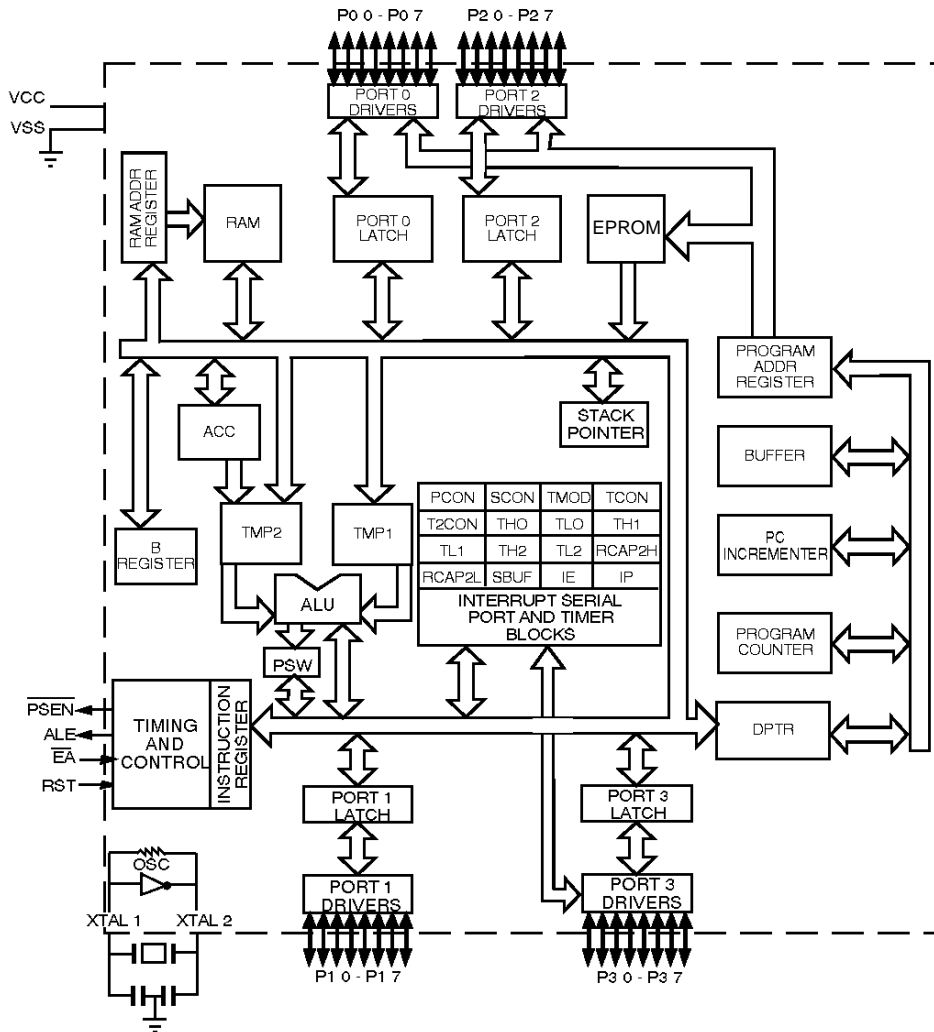 P0 0 - P0 7
P2 0 - P2 7
VCC
VSS
PORT 0
DRIVERS
PORT 2
DRIVERS
RAM ADDR
REGISTER
RAM
PORT 0
LATCH
PORT 2
LATCH
EPROM
PROGRAM
ADDR
REGISTER
STACK
POINTER
ACC
BUFFER
B
REGISTER
TMP2
TMP1
PCON SCON TMOD TCON
T2CON THO TLO TH1
TL1 TH2 TL2 RCAP2H
RCAP2L SBUF IE IP
INTERRUPT SERIAL
PORT AND TIMER
BLOCKS
PC
INCREMENTER
ALU
PSW
PROGRAM
COUNTER
PSEN
ALE
EA
RST
TIMING
AND
CONTROL
INSTRUCTION
REGISTER
DPTR
PORT 1
LATCH
PORT 3
LATCH
OSC
PORT 1
DRIVERS
PORT 3
DRIVERS
XTAL 1
XTAL 2
P1 0 - P1 7
P3 0 - P3 7